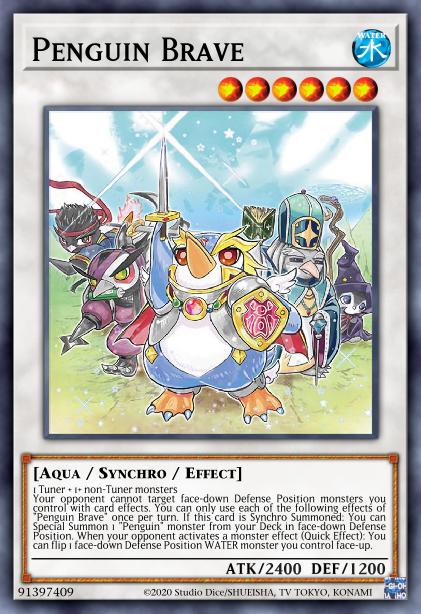 PENGUIN BRAVE
WATER
水
[AQUA / SYNCHRO / EFFECT]
1 Tuner + 1+ non-Tuner monsters
Your opponent cannot target face-down Defense Position monsters you
control with card effects. You can only use each of the following effects of
"Penguin Brave" once per turn. If this card is Synchro Summoned: You can
Special Summon 1 "Penguin" monster from your Deck in face-down Defense
Position. When your opponent activates a monster effect (Quick Effect): You
can flip 1 face-down Defense Position WATER monster you control face-up.
ATK/2400 DEF/1200
91397409
©2020 Studio Dice/SHUEISHA, TV TOKYO, KONAMI